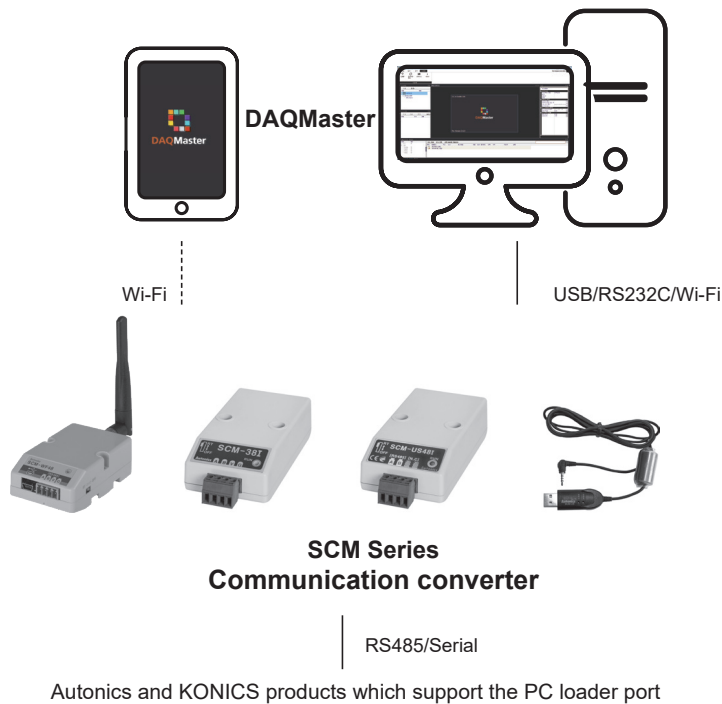 DAQMaster
DAQMaster
Wi-Fi
USB/RS232C/Wi-Fi
SCM-38I
SCM-US48I
SCM Series
Communication converter
RS485/Serial
Autonics and KONICS products which support the PC loader port